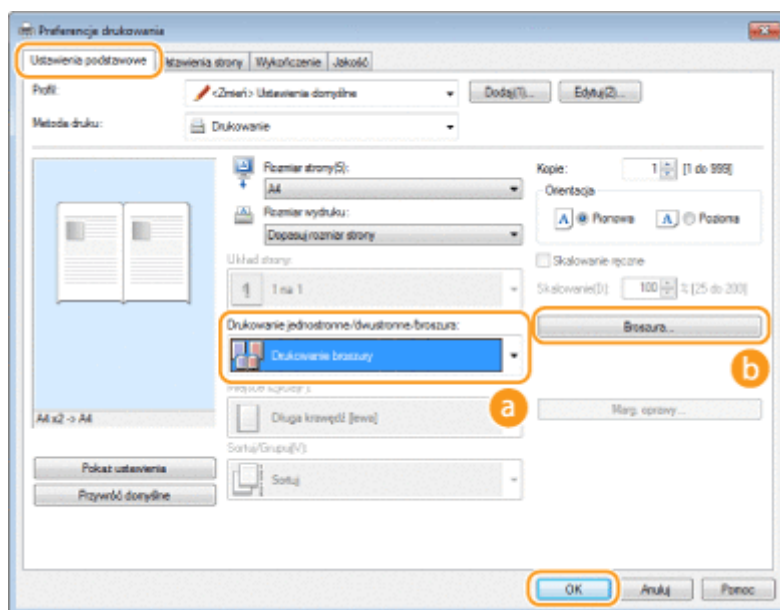 Preferencje drukowania
Ustawienia podstawowe Ustawienia strony Wykończenie Jakość
Profil: <Zmień> Ustawienia domyślne Dodaj(1)... Edytuj(2)...
Metoda druku: Drukowanie
Rozmiar strony(5):
A4
Rozmiar wydruku:
Dopasuj rozmiar strony
Kopie: 1 [1 do 999]
Orientacja
A Pionowa A Pozioma
Układ strony:
1 1 na 1
Skalowanie ręczne
Skalowanie(D): 100 % [25 do 200]
Drukowanie jednostronne/dwustronne/broszura:
Drukowanie broszury
Broszura...
a
b
Długa krawędź [lewa]
Marg. oprawy...
A4 x2 -> A4
Sortuj/Grupuj(V):
Sortuj
Pokaż ustawienia
Przywróć domyślne
OK Anuluj Pomoc